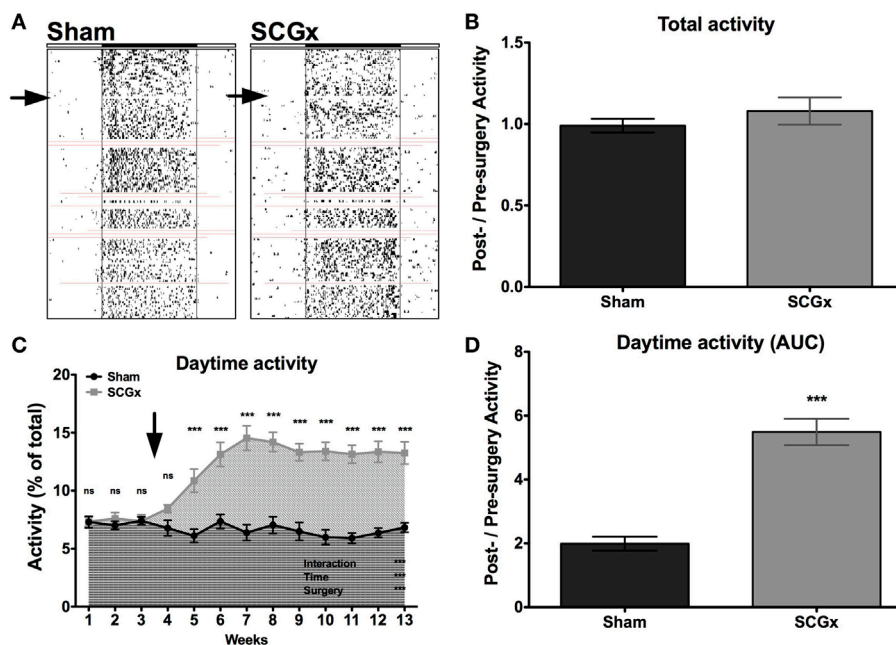 A
Sham
SCGx
B
Total activity
Post- / Pre-surgery Activity
1.5
1.0
0.5
0.0
Sham
SCGx
C
Daytime activity
Sham
SCGx
Activity (% of total)
20
15
10
5
0
ns ns ns ns *** *** *** *** *** *** *** *** ***
Interaction ***
Time ***
Surgery ***
1 2 3 4 5 6 7 8 9 10 11 12 13
Weeks
D
Daytime activity (AUC)
Post- / Pre-surgery Activity
8
6
4
2
0
***
Sham
SCGx